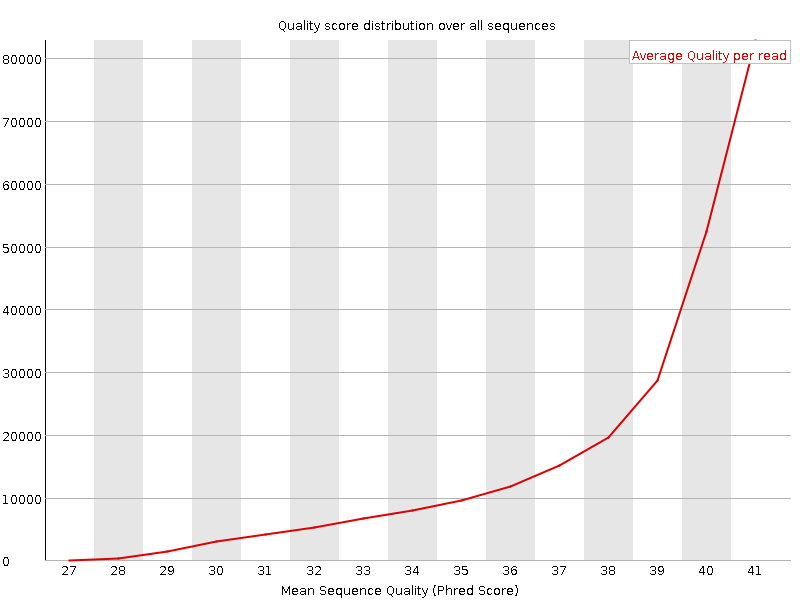 Quality score distribution over all sequences
Average Quality per read
80000
70000
60000
50000
40000
30000
20000
10000
0
27 28 29 30 31 32 33 34 35 36 37 38 39 40 41
Mean Sequence Quality (Phred Score)